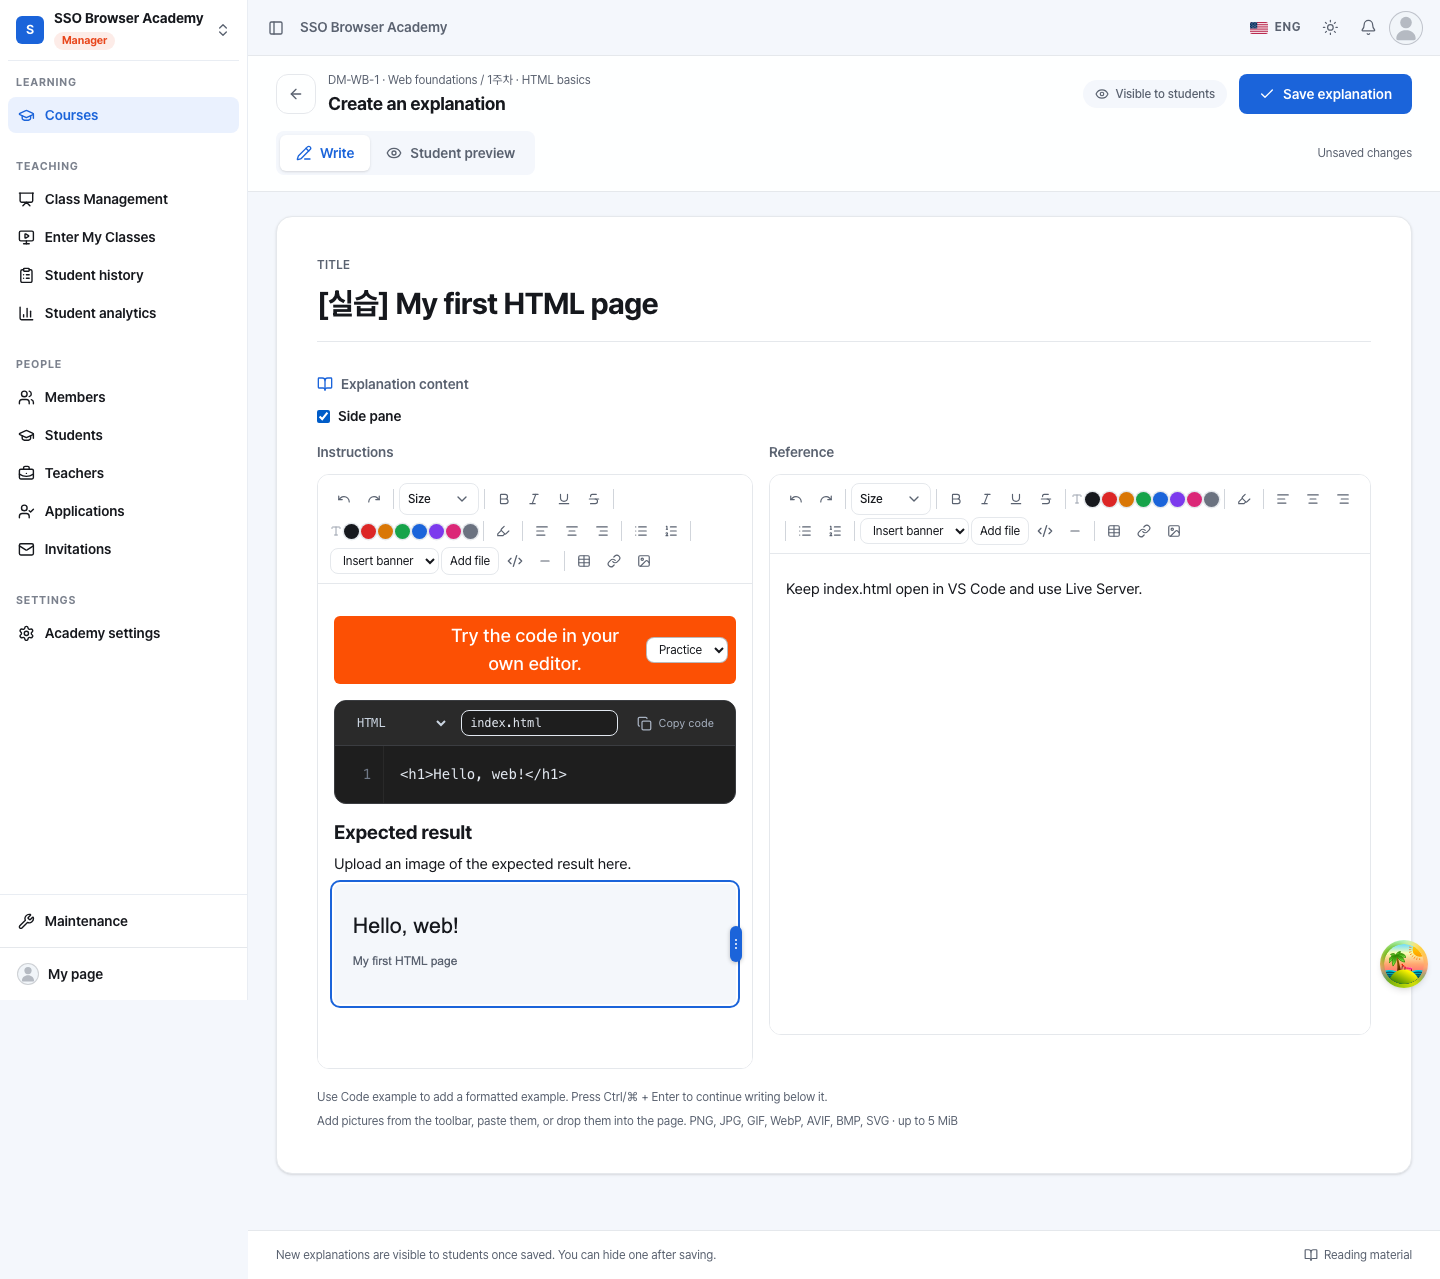 S
SSO Browser Academy
Manager
LEARNING
Courses
TEACHING
Class Management
Enter My Classes
Student history
Student analytics
PEOPLE
Members
Students
Teachers
Applications
Invitations
SETTINGS
Academy settings
Maintenance
My page
SSO Browser Academy
ENG
DM-WB-1 · Web foundations / 1주차 · HTML basics
Create an explanation
Visible to students
Save explanation
Write
Student preview
Unsaved changes
TITLE
[실습] My first HTML page
Explanation content
Side pane
Instructions
Size
B I U S
T
Insert banner
Add file
Try the code in your
own editor.
Practice
HTML
index.html
Copy code
1
<h1>Hello, web!</h1>
Expected result
Upload an image of the expected result here.
Hello, web!
My first HTML page
Reference
Size
B I U S
T
Insert banner
Add file
Keep index.html open in VS Code and use Live Server.
Use Code example to add a formatted example. Press Ctrl/⌘ + Enter to continue writing below it.
Add pictures from the toolbar, paste them, or drop them into the page. PNG, JPG, GIF, WebP, AVIF, BMP, SVG · up to 5 MiB
New explanations are visible to students once saved. You can hide one after saving.
Reading material